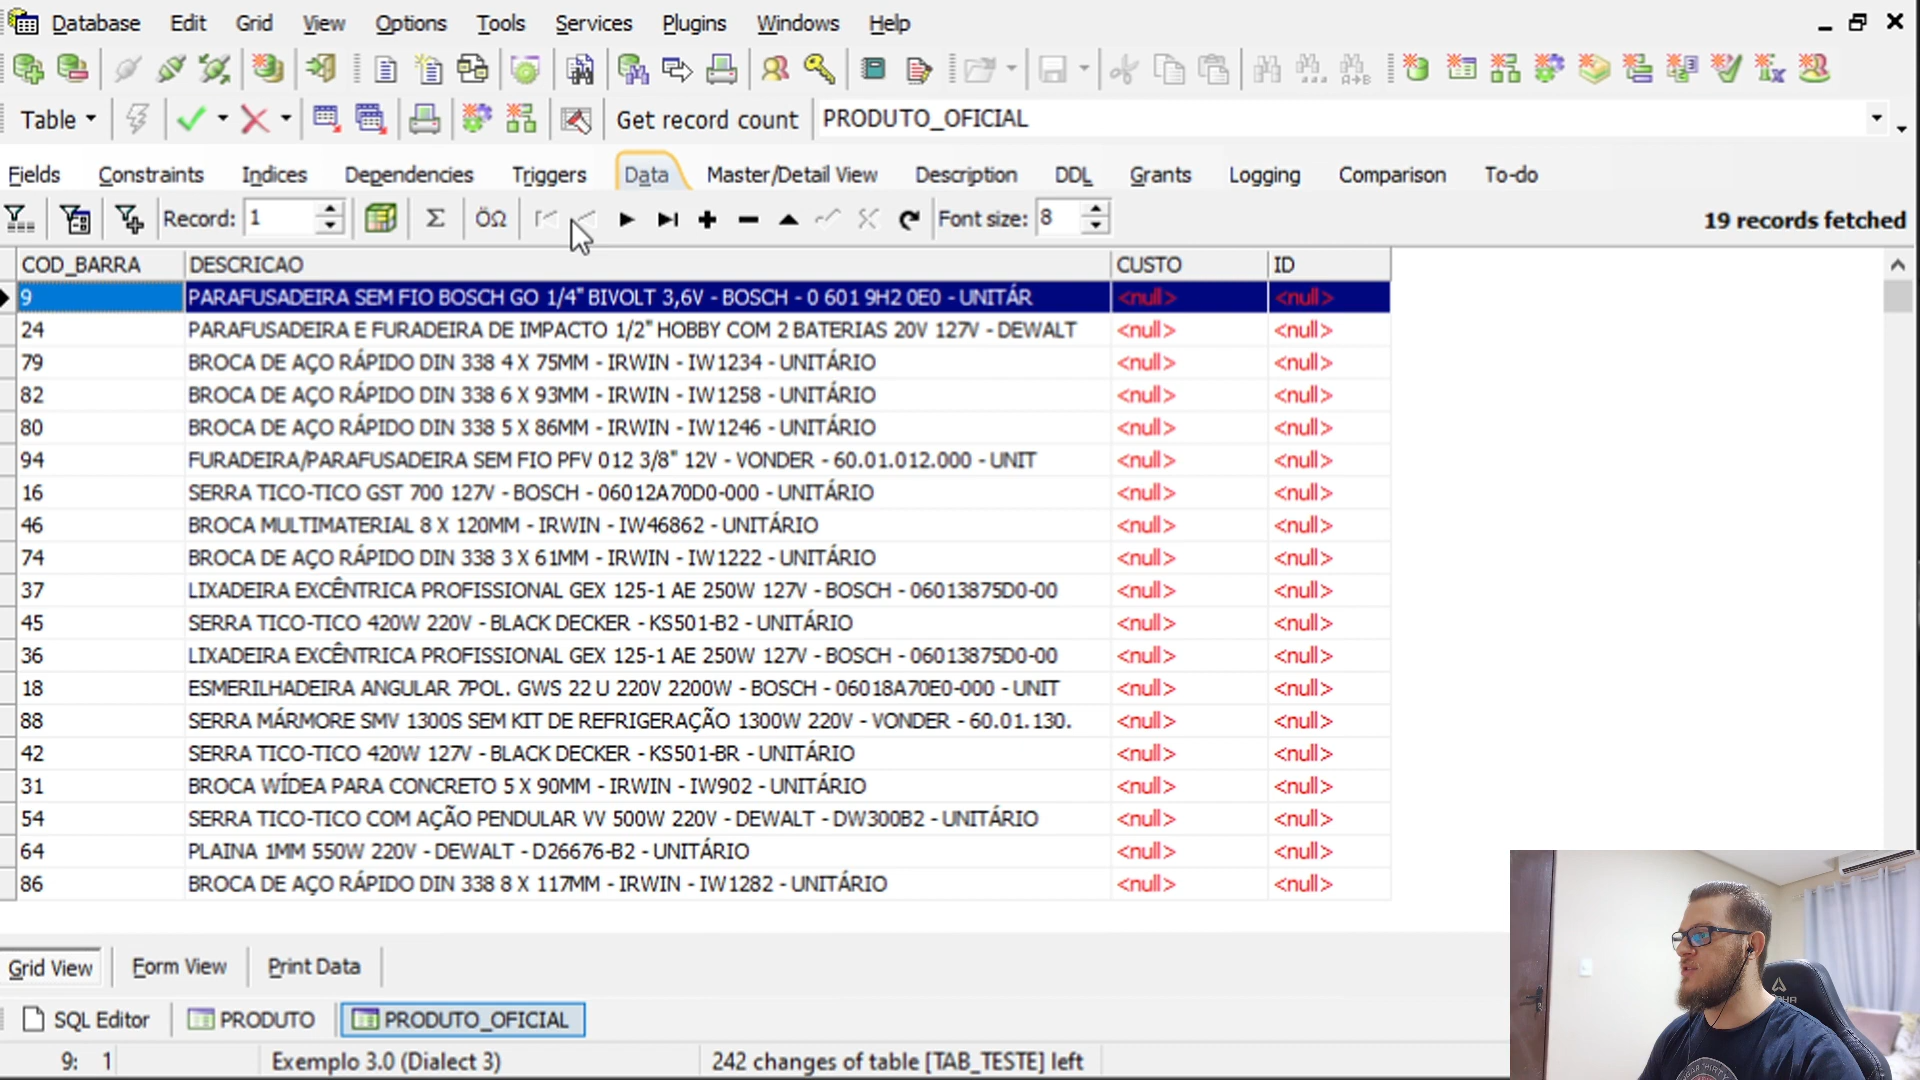 Database Edit Grid View Options Tools Services Plugins Windows Help
Table Get record count PRODUTO_OFICIAL
Fields Constraints Indices Dependencies Triggers Data Master/Detail View Description DDL Grants Logging Comparison To-do
Record: 1 Σ ÖΩ Font size: 8 19 records fetched
COD_BARRA DESCRICAO CUSTO ID
9 PARAFUSADEIRA SEM FIO BOSCH GO 1/4" BIVOLT 3,6V - BOSCH - 0 601 9H2 0E0 - UNITÁR <null> <null>
24 PARAFUSADEIRA E FURADEIRA DE IMPACTO 1/2" HOBBY COM 2 BATERIAS 20V 127V - DEWALT <null> <null>
79 BROCA DE AÇO RÁPIDO DIN 338 4 X 75MM - IRWIN - IW1234 - UNITÁRIO <null> <null>
82 BROCA DE AÇO RÁPIDO DIN 338 6 X 93MM - IRWIN - IW1258 - UNITÁRIO <null> <null>
80 BROCA DE AÇO RÁPIDO DIN 338 5 X 86MM - IRWIN - IW1246 - UNITÁRIO <null> <null>
94 FURADEIRA/PARAFUSADEIRA SEM FIO PFV 012 3/8" 12V - VONDER - 60.01.012.000 - UNIT <null> <null>
16 SERRA TICO-TICO GST 700 127V - BOSCH - 06012A70D0-000 - UNITÁRIO <null> <null>
46 BROCA MULTIMATERIAL 8 X 120MM - IRWIN - IW46862 - UNITÁRIO <null> <null>
74 BROCA DE AÇO RÁPIDO DIN 338 3 X 61MM - IRWIN - IW1222 - UNITÁRIO <null> <null>
37 LIXADEIRA EXCÊNTRICA PROFISSIONAL GEX 125-1 AE 250W 127V - BOSCH - 06013875D0-00 <null> <null>
45 SERRA TICO-TICO 420W 220V - BLACK DECKER - KS501-B2 - UNITÁRIO <null> <null>
36 LIXADEIRA EXCÊNTRICA PROFISSIONAL GEX 125-1 AE 250W 127V - BOSCH - 06013875D0-00 <null> <null>
18 ESMERILHADEIRA ANGULAR 7POL. GWS 22 U 220V 2200W - BOSCH - 06018A70E0-000 - UNIT <null> <null>
88 SERRA MÁRMORE SMV 1300S SEM KIT DE REFRIGERAÇÃO 1300W 220V - VONDER - 60.01.130. <null> <null>
42 SERRA TICO-TICO 420W 127V - BLACK DECKER - KS501-BR - UNITÁRIO <null> <null>
31 BROCA WÍDEA PARA CONCRETO 5 X 90MM - IRWIN - IW902 - UNITÁRIO <null> <null>
54 SERRA TICO-TICO COM AÇÃO PENDULAR VV 500W 220V - DEWALT - DW300B2 - UNITÁRIO <null> <null>
64 PLAINA 1MM 550W 220V - DEWALT - D26676-B2 - UNITÁRIO <null> <null>
86 BROCA DE AÇO RÁPIDO DIN 338 8 X 117MM - IRWIN - IW1282 - UNITÁRIO <null> <null>
Grid View Form View Print Data
SQL Editor PRODUTO PRODUTO_OFICIAL
9: 1 Exemplo 3.0 (Dialect 3) 242 changes of table [TAB_TESTE] left